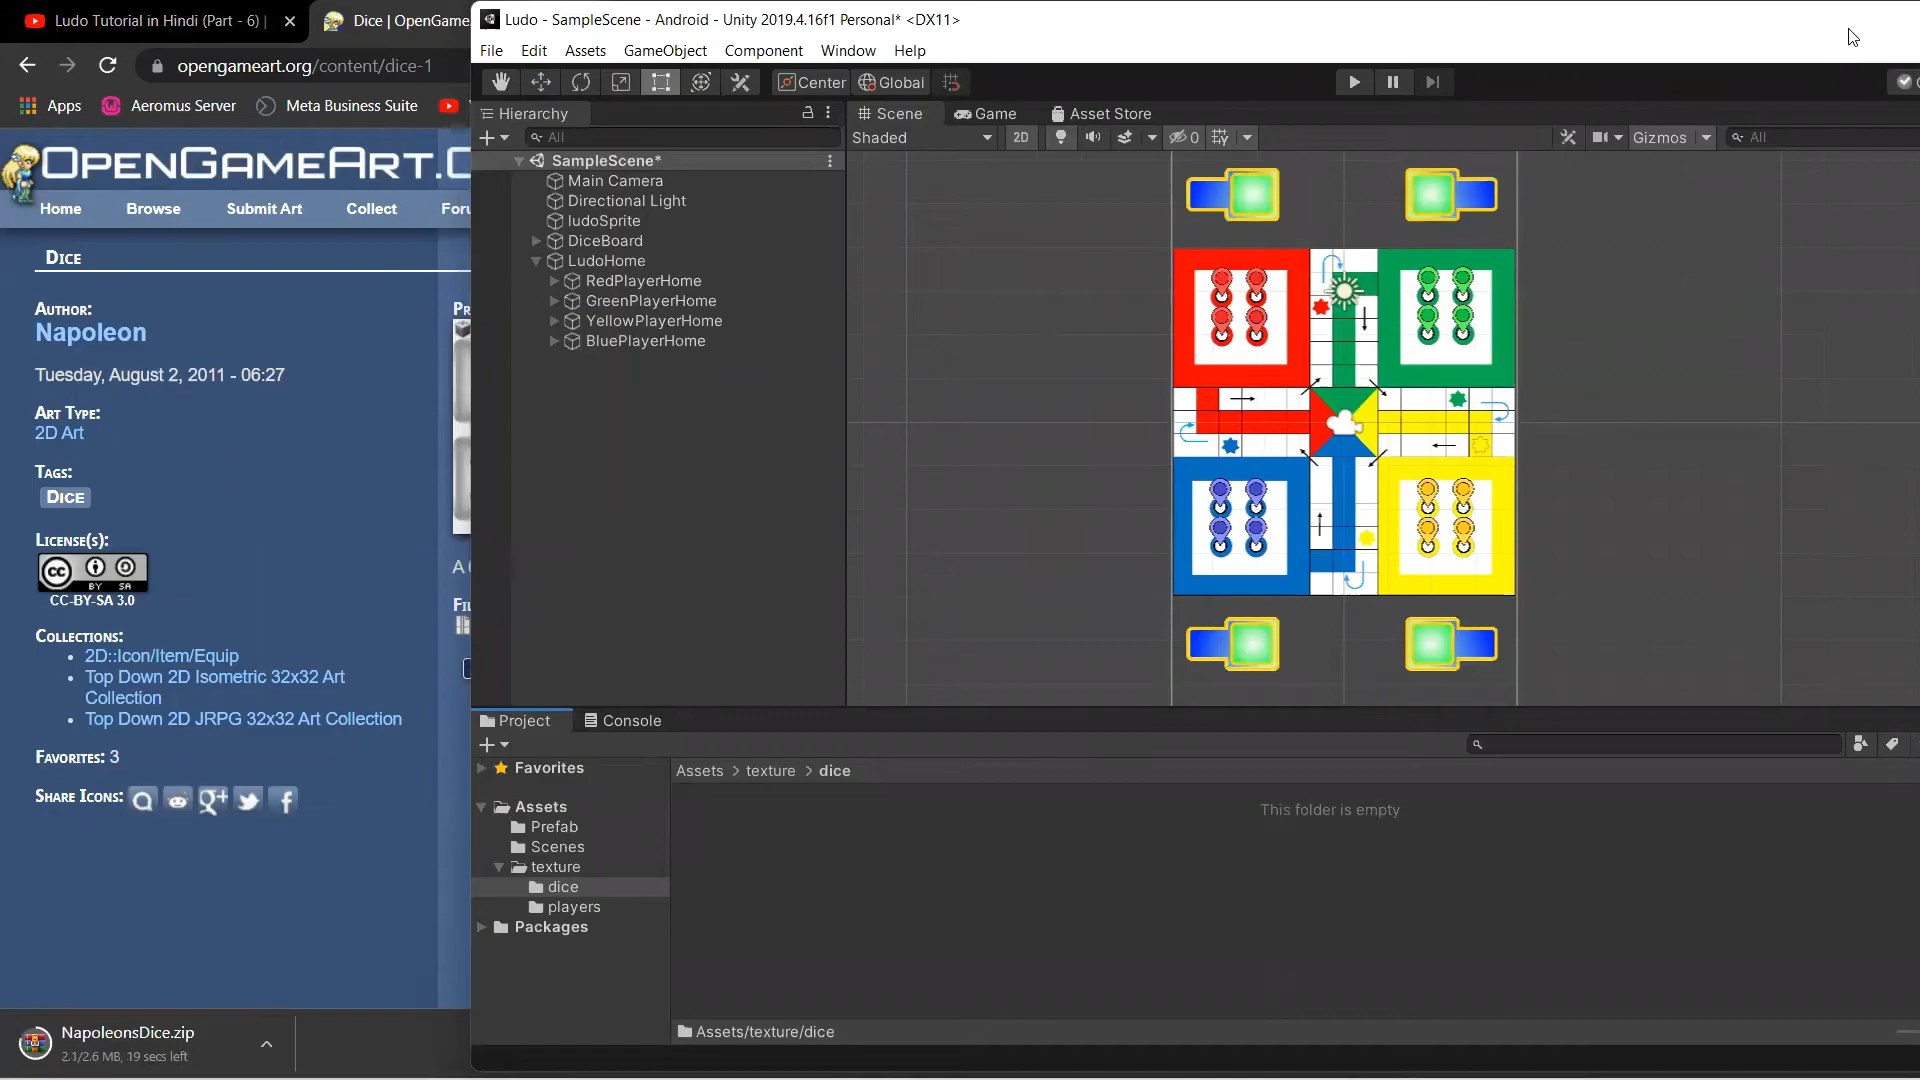 Ludo Tutorial in Hindi (Part - 6) |
Dice | OpenGame
opengameart.org/content/dice-1
Apps
Aeromus Server
Meta Business Suite
OpenGameArt.O
Home
Browse
Submit Art
Collect
Foru
Dice
Author:
Napoleon
Tuesday, August 2, 2011 - 06:27
Art Type:
2D Art
Tags:
Dice
License(s):
cc
BY SA
CC-BY-SA 3.0
Collections:
2D::Icon/Item/Equip
Top Down 2D Isometric 32x32 Art
Collection
Top Down 2D JRPG 32x32 Art Collection
Favorites: 3
Share Icons:
NapoleonsDice.zip
2.1/2.6 MB, 19 secs left
Ludo - SampleScene - Android - Unity 2019.4.16f1 Personal* <DX11>
File
Edit
Assets
GameObject
Component
Window
Help
Center
Global
Hierarchy
All
SampleScene*
Main Camera
Directional Light
ludoSprite
DiceBoard
LudoHome
RedPlayerHome
GreenPlayerHome
YellowPlayerHome
BluePlayerHome
Scene
Game
Asset Store
Shaded
2D
0
Gizmos
All
Project
Console
Favorites
Assets
Prefab
Scenes
texture
dice
players
Packages
Assets > texture > dice
This folder is empty
Assets/texture/dice